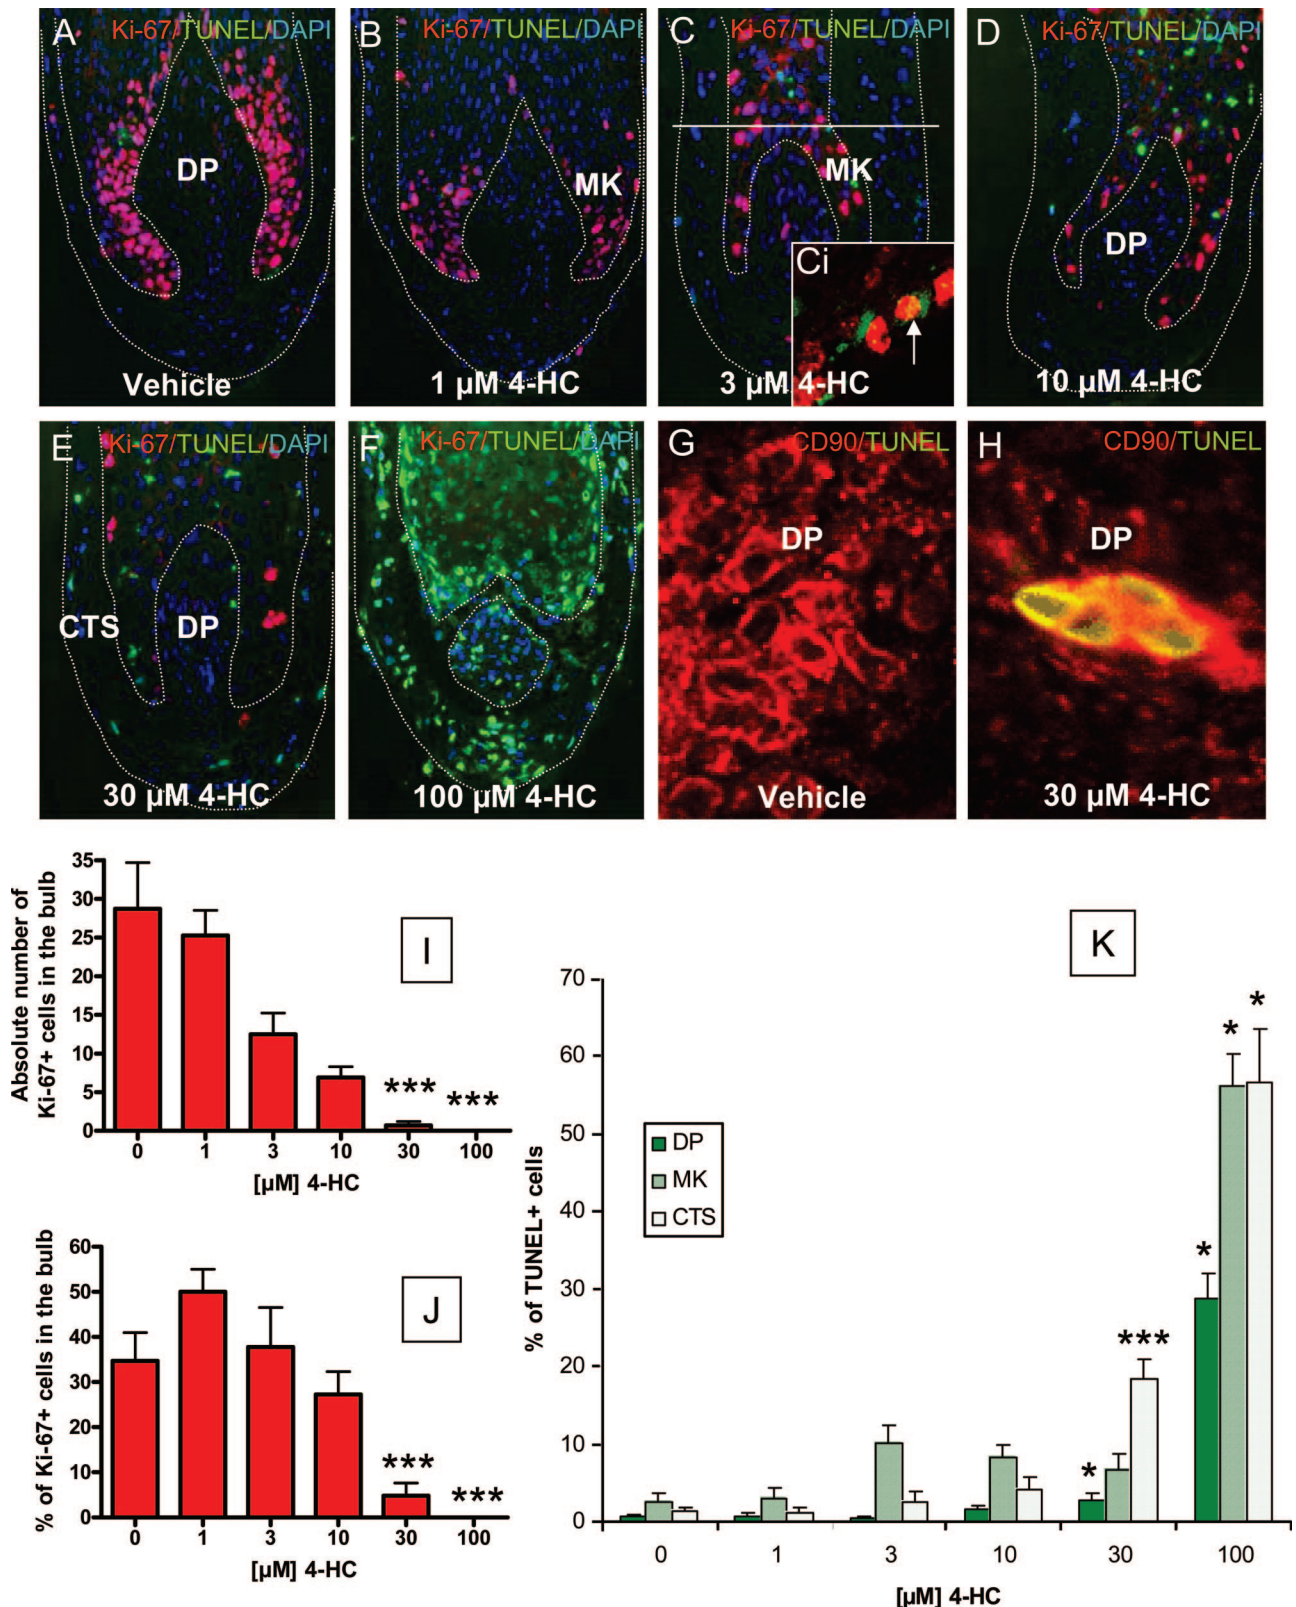 A Ki-67/TUNEL/DAPI
DP
Vehicle
B Ki-67/TUNEL/DAPI
MK
1 µM 4-HC
C Ki-67/TUNEL/DAPI
MK
Ci
3 µM 4-HC
D Ki-67/TUNEL/DAPI
DP
10 µM 4-HC
E Ki-67/TUNEL/DAPI
CTS DP
30 µM 4-HC
F Ki-67/TUNEL/DAPI
100 µM 4-HC
G CD90/TUNEL
DP
Vehicle
H CD90/TUNEL
DP
30 µM 4-HC
I
Absolute number of
Ki-67+ cells in the bulb
35
30
25
20
15
10
5
0
*** ***
0 1 3 10 30 100
[µM] 4-HC
J
% of Ki-67+ cells in the bulb
60
50
40
30
20
10
0
*** ***
0 1 3 10 30 100
[µM] 4-HC
K
% of TUNEL+ cells
70
60
50
40
30
20
10
0
DP
MK
CTS
* *** * * *
0 1 3 10 30 100
[µM] 4-HC